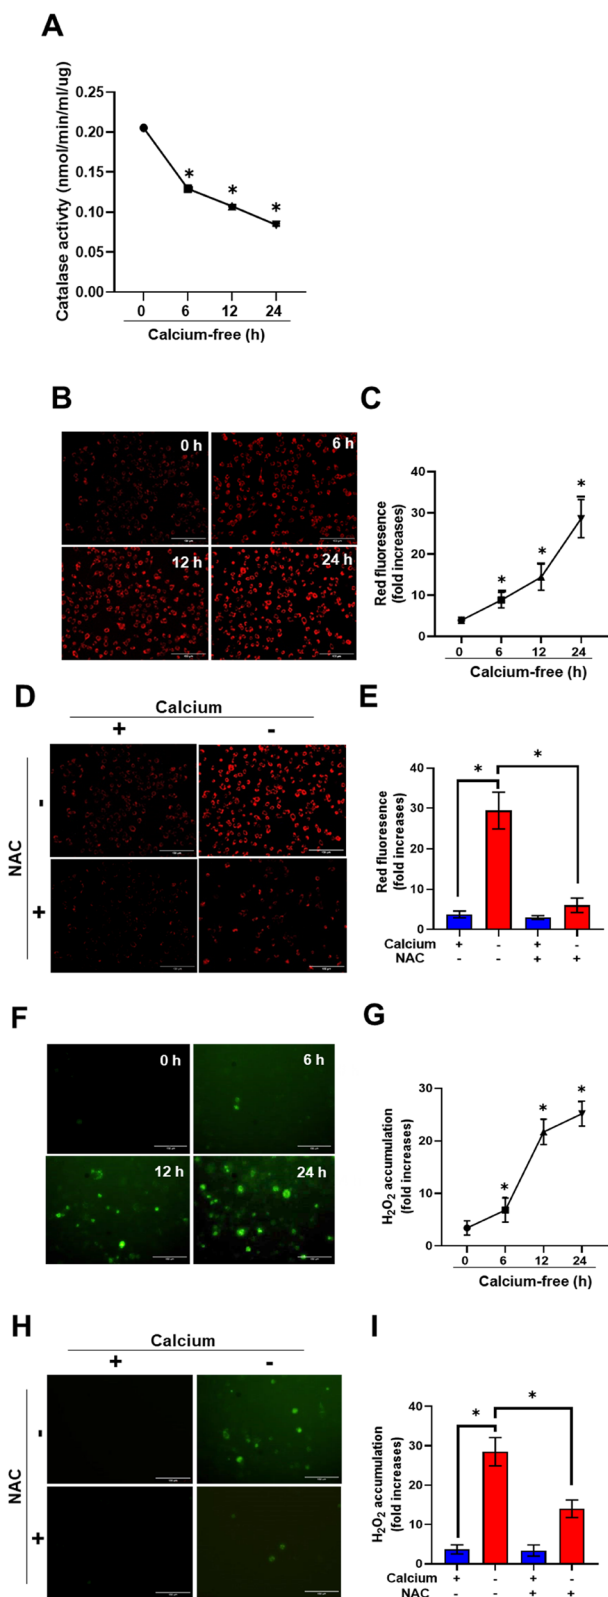 A
Catalase activty (nmol/min/ml/ug)
0.25
0.20
0.15
0.10
0.05
0.00
*
*
*
0 6 12 24
Calcium-free (h)
B
0 h
6 h
12 h
24 h
C
Red fluoresence
(fold increases)
40
30
20
10
0
*
*
*
0 6 12 24
Calcium-free (h)
D
Calcium
+ -
NAC
-
+
E
Red fluoresence
(fold increases)
40
30
20
10
0
*
*
Calcium + - + -
NAC - - + +
F
0 h
6 h
12 h
24 h
G
H₂O₂ accumulation
(fold increases)
30
20
10
0
*
*
*
0 6 12 24
Calcium-free (h)
H
Calcium
+ -
NAC
-
+
I
H₂O₂ accumulation
(fold increases)
40
30
20
10
0
*
*
Calcium + - + -
NAC - - + +